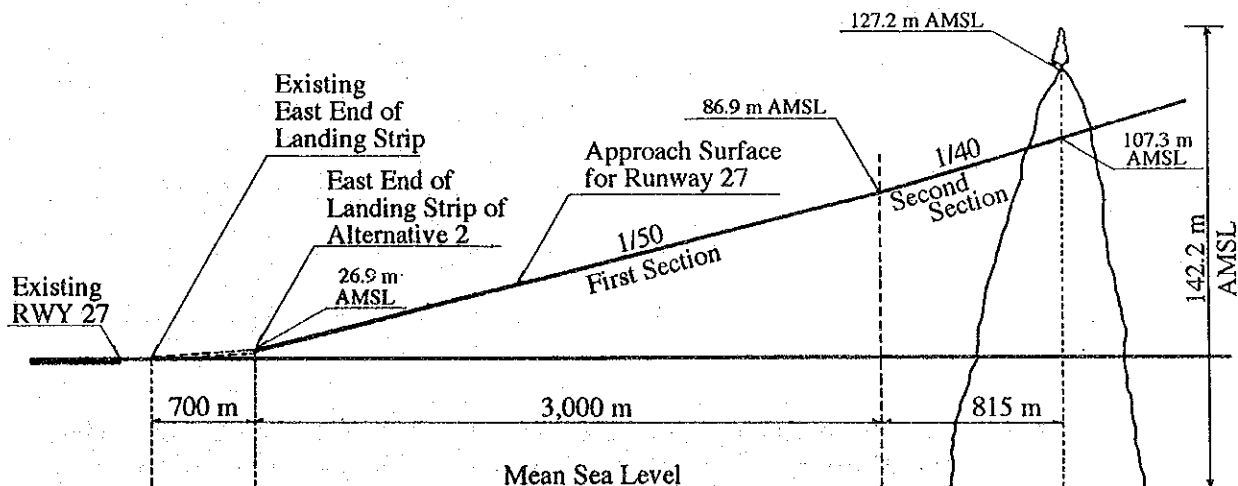 127.2 m AMSL
Existing
East End of
Landing Strip
86.9 m AMSL
East End of
Landing Strip of
Alternative 2
Approach Surface
for Runway 27
1/40
Second
Section
107.3 m
AMSL
1/50
First Section
26.9 m
AMSL
Existing
RWY 27
142.2 m
AMSL
700 m
3,000 m
815 m
Mean Sea Level